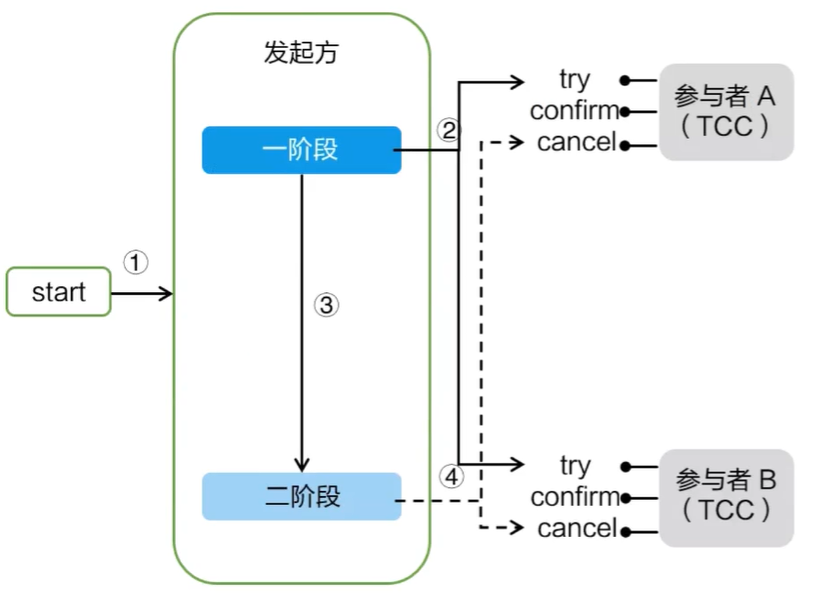 发起方
一阶段
②
try
confirm
cancel
参与者 A
（TCC）
start
①
③
二阶段
④
try
confirm
cancel
参与者 B
（TCC）